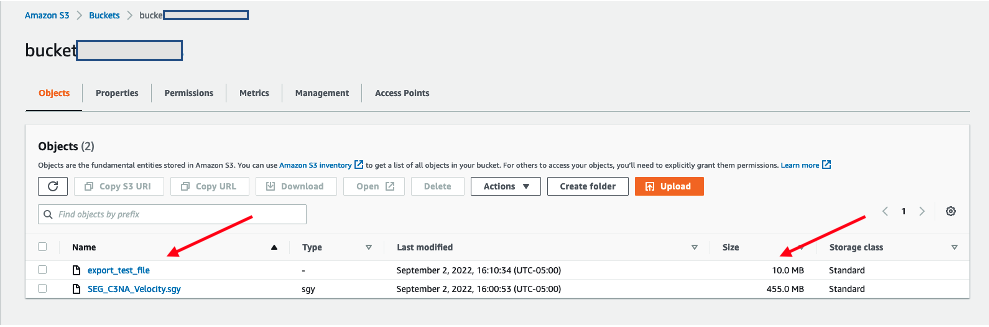 Amazon S3 > Buckets > bucke
bucket
Objects Properties Permissions Metrics Management Access Points
Objects (2)
Objects are the fundamental entities stored in Amazon S3. You can use Amazon S3 inventory to get a list of all objects in your bucket. For others to access your objects, you'll need to explicitly grant them permissions. Learn more
Copy S3 URI Copy URL Download Open Delete Actions Create folder Upload
Find objects by prefix 1
Name Type Last modified Size Storage class
export_test_file - September 2, 2022, 16:10:34 (UTC-05:00) 10.0 MB Standard
SEG_C3NA_Velocity.sgy sgy September 2, 2022, 16:00:53 (UTC-05:00) 455.0 MB Standard